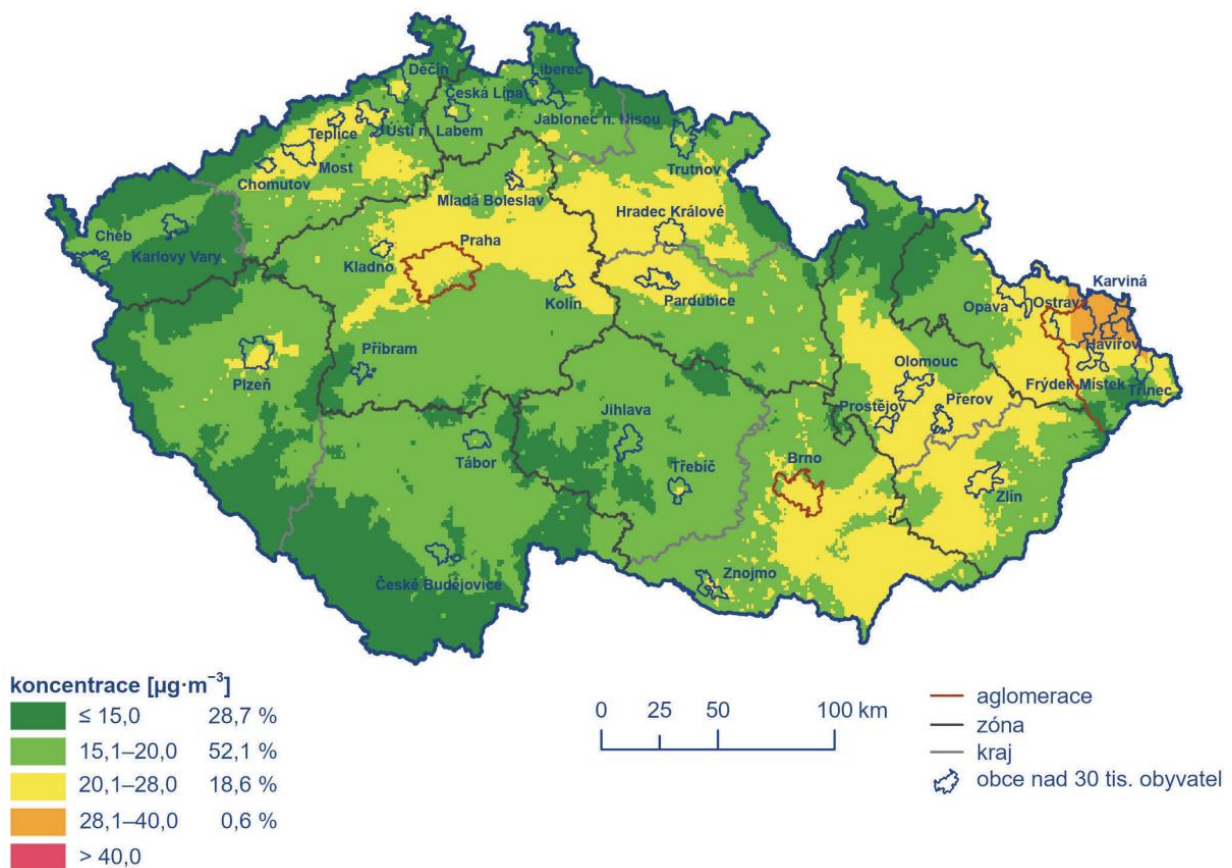 Děčín
Liberec
Česká Lípa
Jablonec n. Nisou
Teplice
Ústí n. Labem
Most
Chomutov
Trutnov
Mladá Boleslav
Hradec Králové
Cheb
Karlovy Vary
Kladno
Praha
Kolín
Pardubice
Karviná
Opava
Ostrava
Havířov
Plzeň
Příbram
Olomouc
Frýdek Místek
Třinec
Prostějov
Přerov
Jihlava
Tábor
Třebíč
Brno
Zlín
České Budějovice
Znojmo
koncentrace [µg·m⁻³]
≤ 15,0 28,7 %
15,1–20,0 52,1 %
20,1–28,0 18,6 %
28,1–40,0 0,6 %
> 40,0
0 25 50 100 km
aglomerace
zóna
kraj
obce nad 30 tis. obyvatel